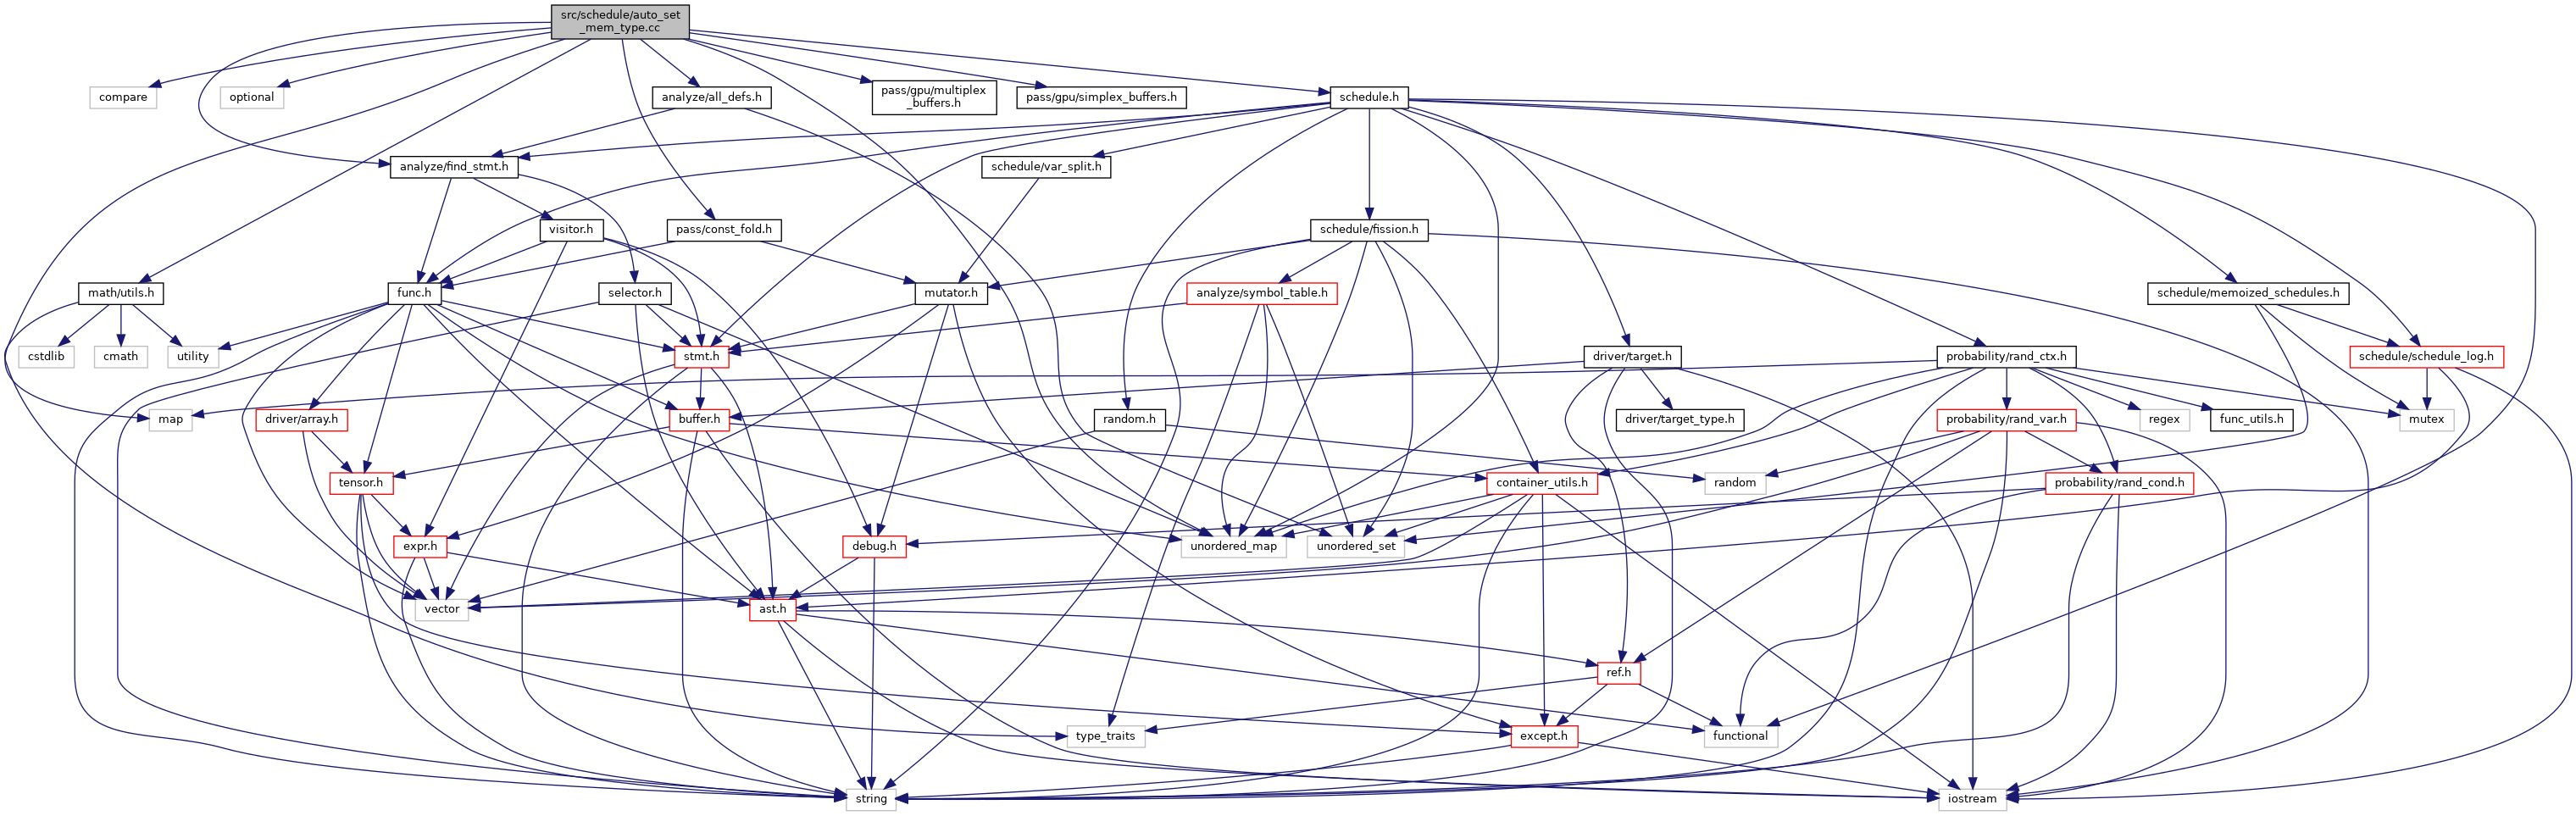 src/schedule/auto_set
_mem_type.cc
compare
optional
analyze/all_defs.h
pass/gpu/multiplex
_buffers.h
pass/gpu/simplex_buffers.h
schedule.h
analyze/find_stmt.h
schedule/var_split.h
visitor.h
pass/const_fold.h
schedule/fission.h
math/utils.h
func.h
selector.h
mutator.h
analyze/symbol_table.h
schedule/memoized_schedules.h
cstdlib
cmath
utility
stmt.h
driver/target.h
probability/rand_ctx.h
schedule/schedule_log.h
map
driver/array.h
buffer.h
random.h
driver/target_type.h
probability/rand_var.h
regex
func_utils.h
mutex
tensor.h
container_utils.h
random
probability/rand_cond.h
expr.h
debug.h
unordered_map
unordered_set
vector
ast.h
ref.h
type_traits
except.h
functional
string
iostream